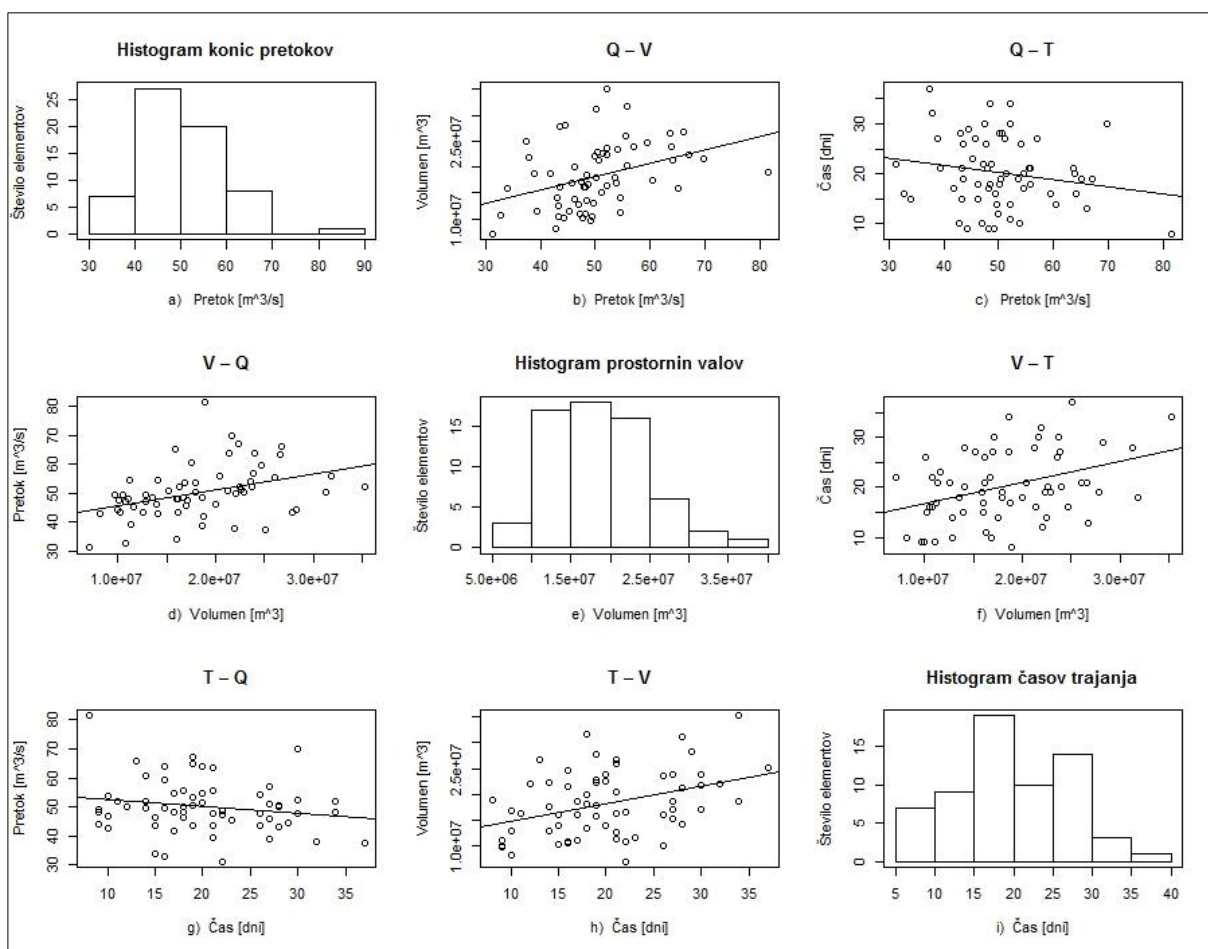 Histogram konic pretokov
Število elementov
0 5 10 15 20 25
30 40 50 60 70 80 90
a) Pretok [m^3/s]
Q – V
Volumen [m^3]
1.0e+07 2.5e+07
30 40 50 60 70 80
b) Pretok [m^3/s]
Q – T
Čas [dni]
10 20 30
30 40 50 60 70 80
c) Pretok [m^3/s]
V – Q
Pretok [m^3/s]
30 40 50 60 70 80
1.0e+07 2.0e+07 3.0e+07
d) Volumen [m^3]
Histogram prostornin valov
Število elementov
0 5 10 15
5.0e+06 1.5e+07 2.5e+07 3.5e+07
e) Volumen [m^3]
V – T
Čas [dni]
10 20 30
1.0e+07 2.0e+07 3.0e+07
f) Volumen [m^3]
T – Q
Pretok [m^3/s]
30 40 50 60 70 80
10 15 20 25 30 35
g) Čas [dni]
T – V
Volumen [m^3]
1.0e+07 2.5e+07
10 15 20 25 30 35
h) Čas [dni]
Histogram časov trajanja
Število elementov
0 5 10 15
5 10 15 20 25 30 35 40
i) Čas [dni]